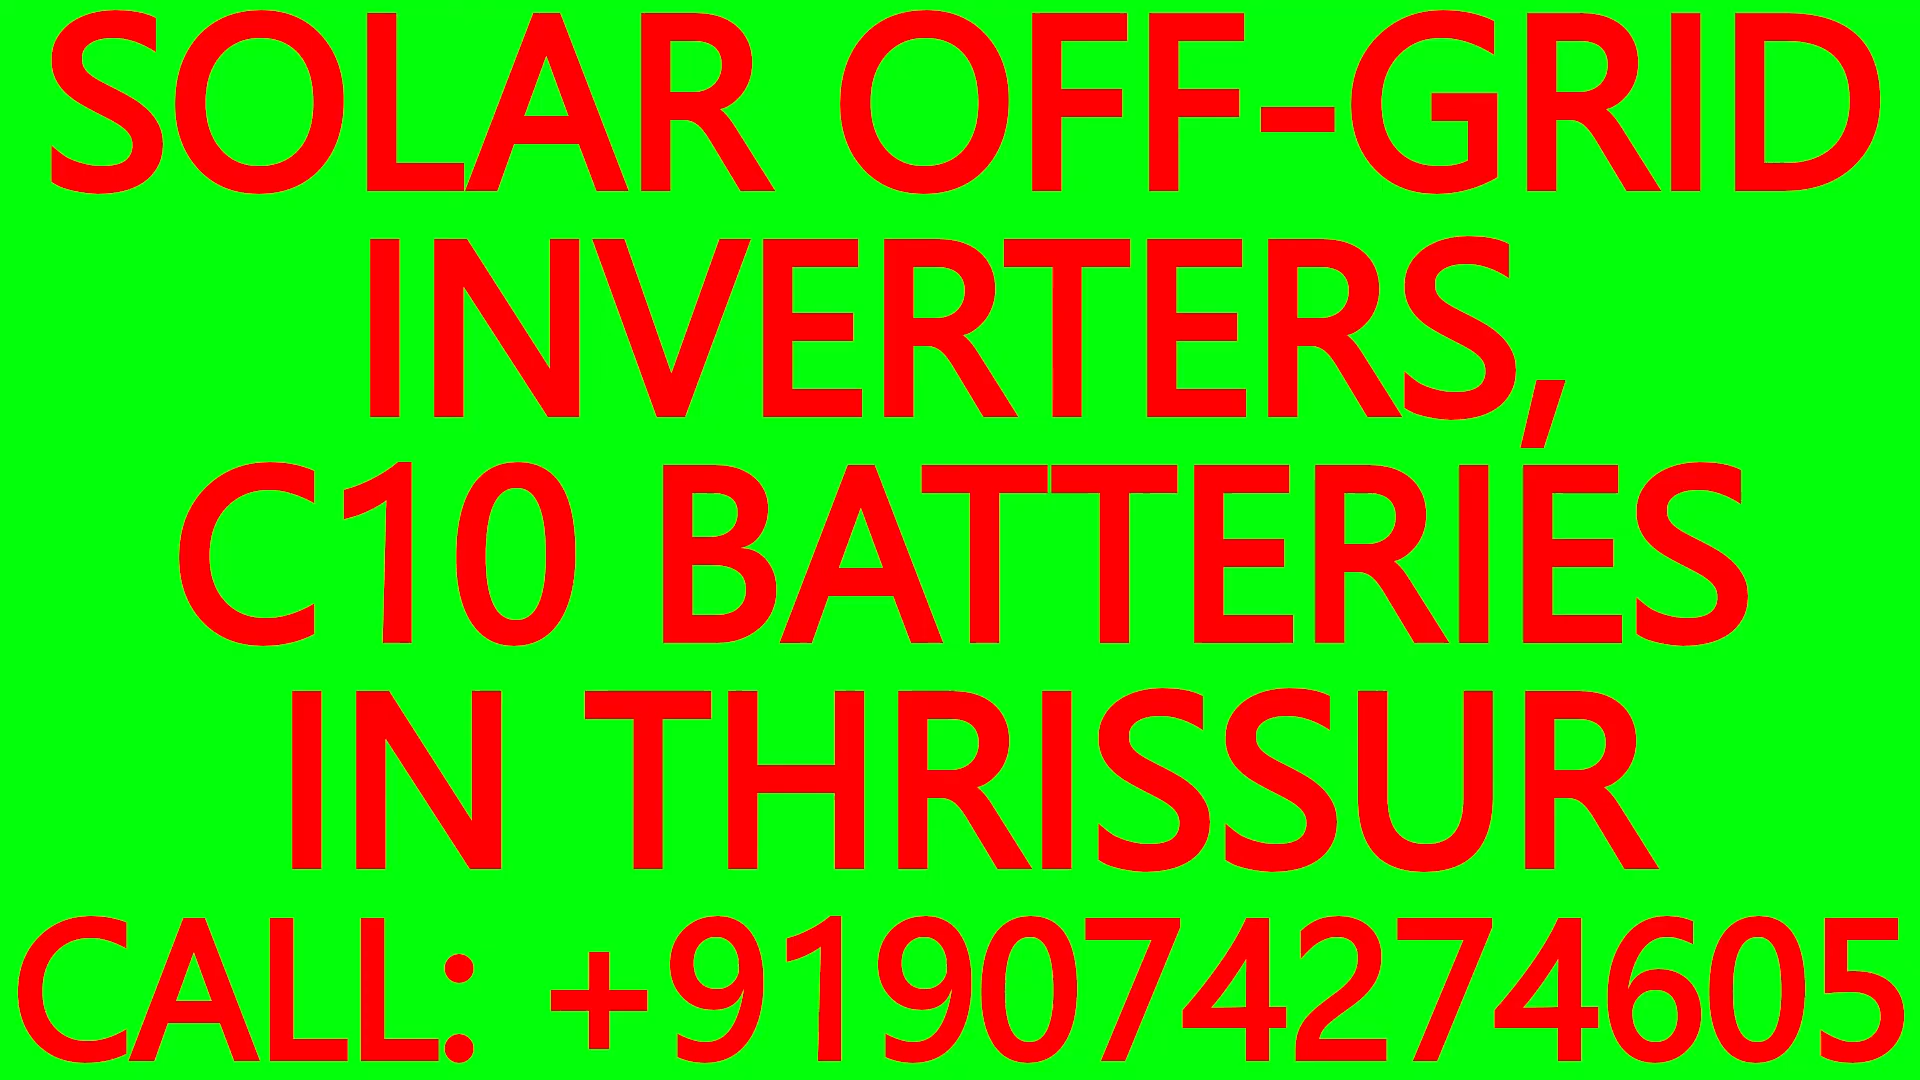 SOLAR OFF-GRID
INVERTERS,
C10 BATTERIES
IN THRISSUR
CALL: +919074274605